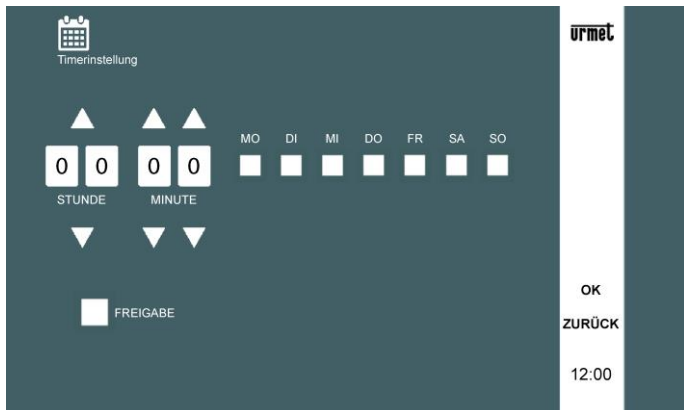 Timerinstellung
MO DI MI DO FR SA SO
0 0 0 0
STUNDE MINUTE
FREIGABE
urmet
OK
ZURÜCK
12:00